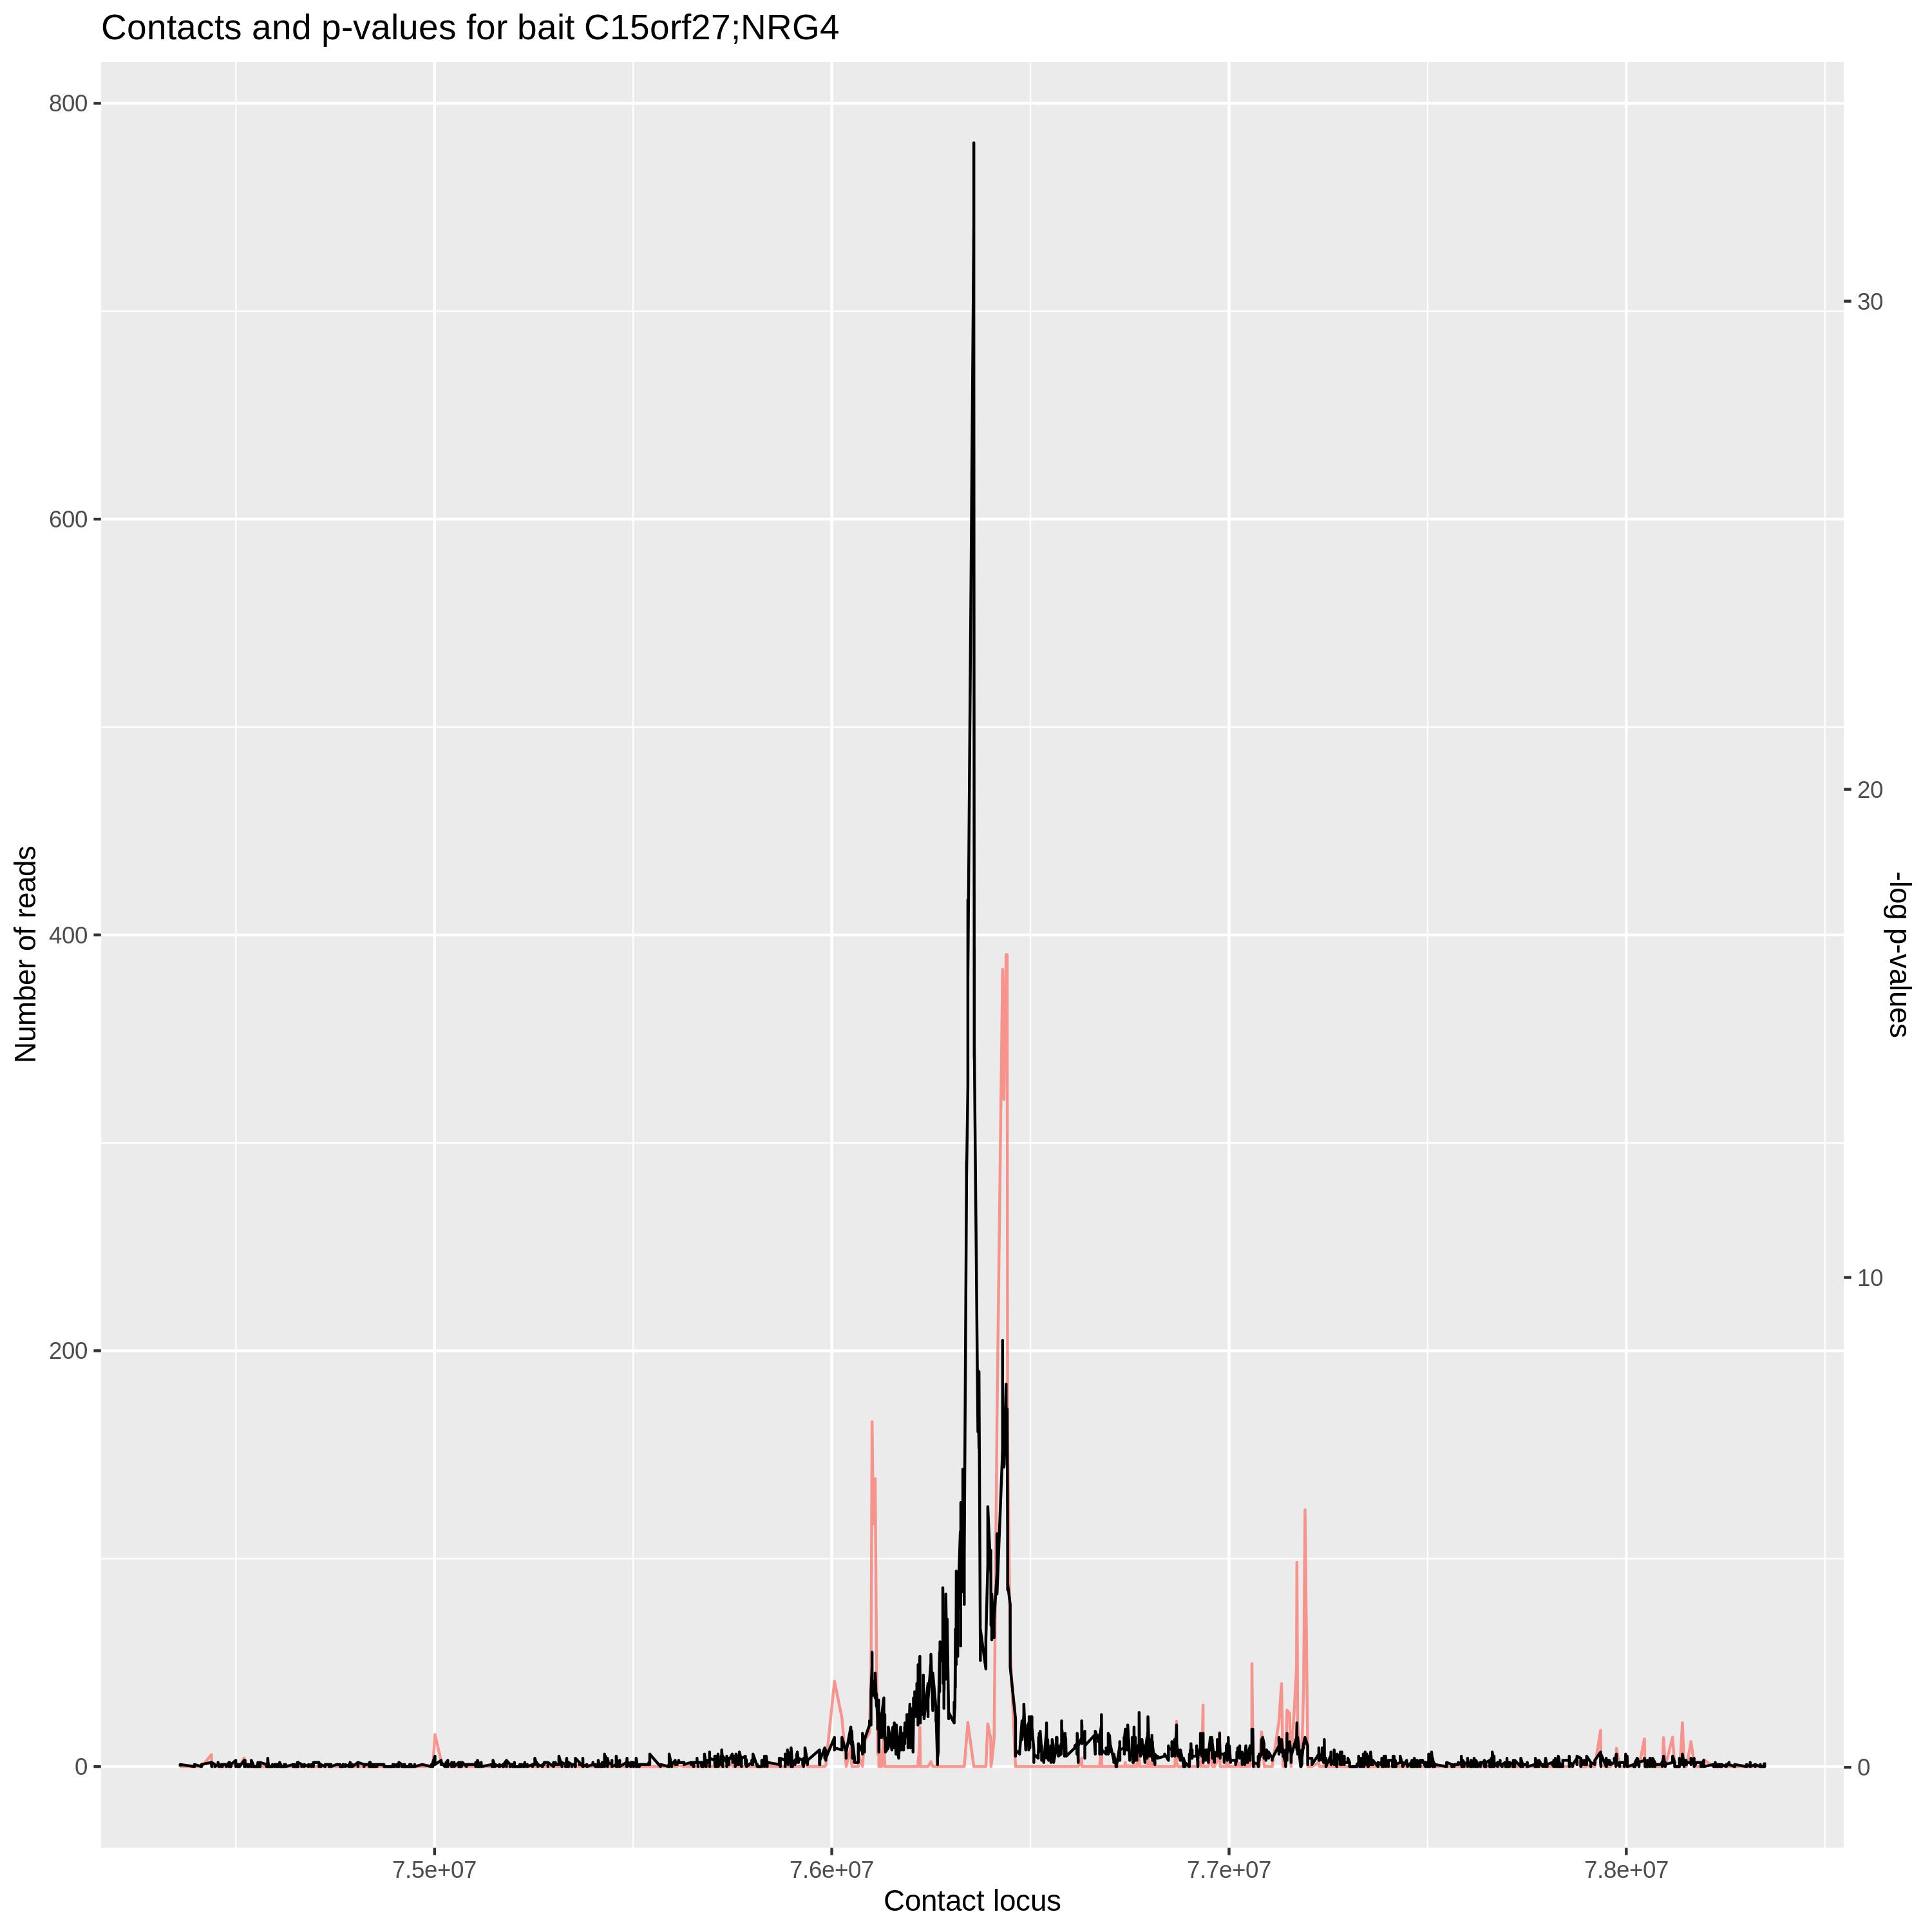 Contacts and p-values for bait C15orf27;NRG4
800
600
400
200
0
Number of reads
30
20
10
0
-log p-values
7.5e+07
7.6e+07
7.7e+07
7.8e+07
Contact locus